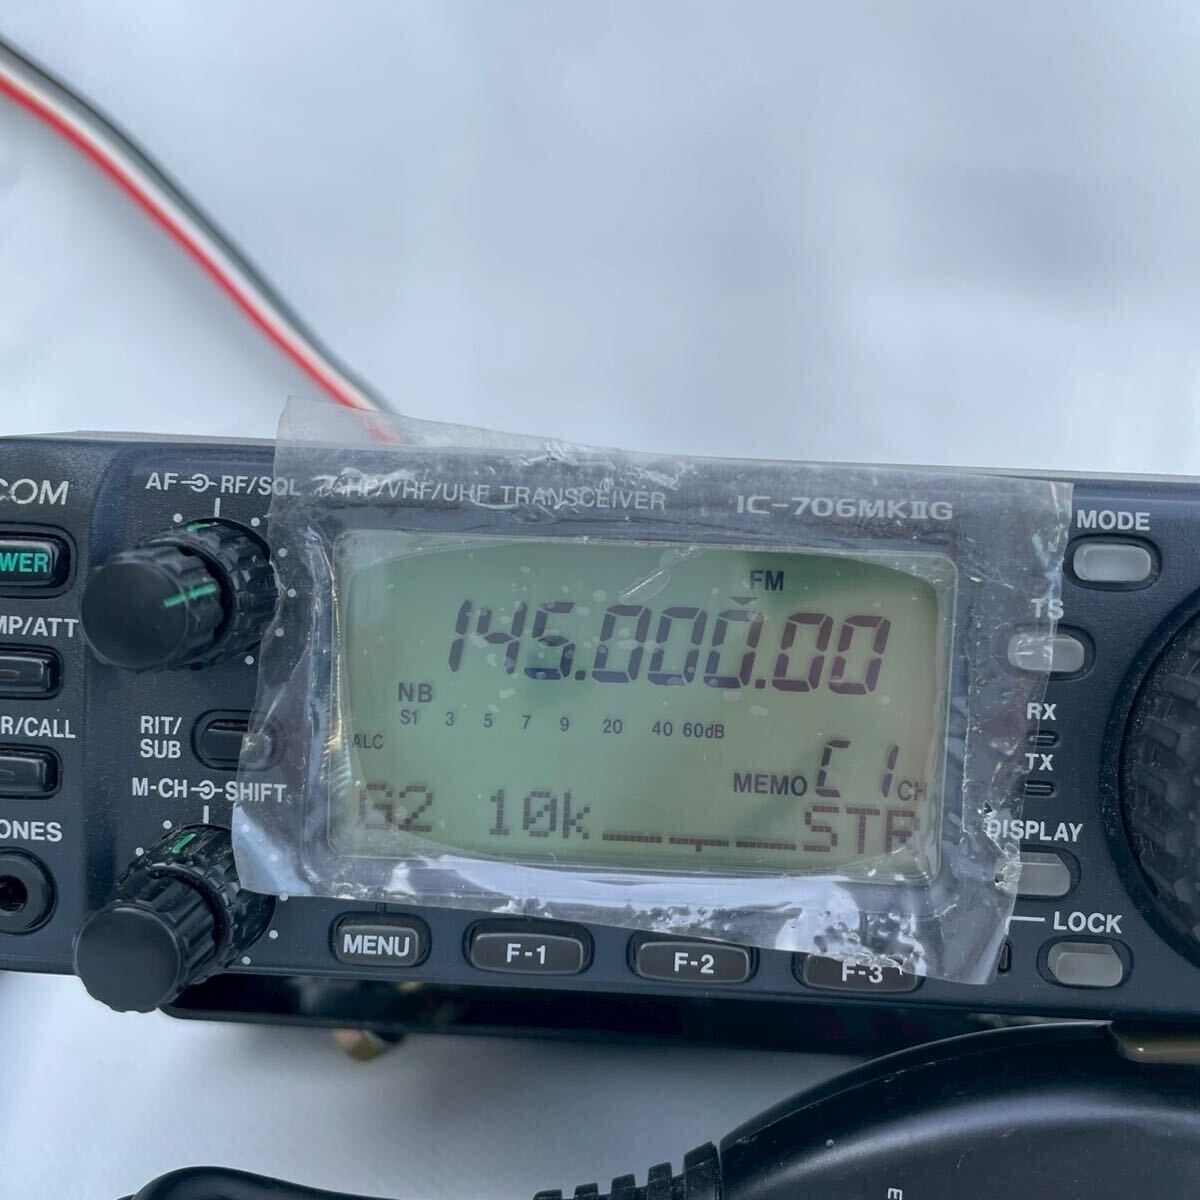 COM
AF RF/SQL
HF/VHF/UHF TRANSCEIVER
IC-706MKIIG
MODE
WER
FM
145.000.00
TS
MP/ATT
NB
S1 3 5 7 9 20 40 60dB
RX
R/CALL
RIT/
SUB
ALC
TX
M-CH SHIFT
MEMO C1 CH
G2 10k STR
ONES
DISPLAY
LOCK
MENU
F-1
F-2
F-3
E